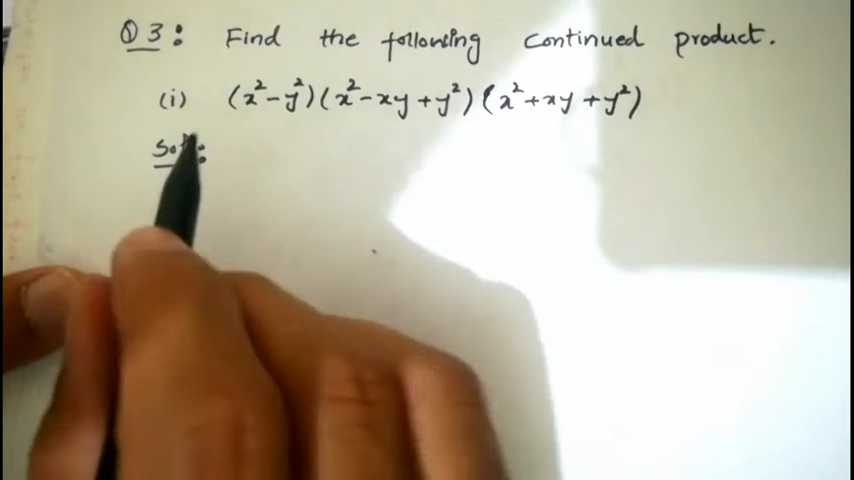 Q3: Find the following continued product.
(i) (x²-y²)(x²-xy+y²)(x²+xy+y²)